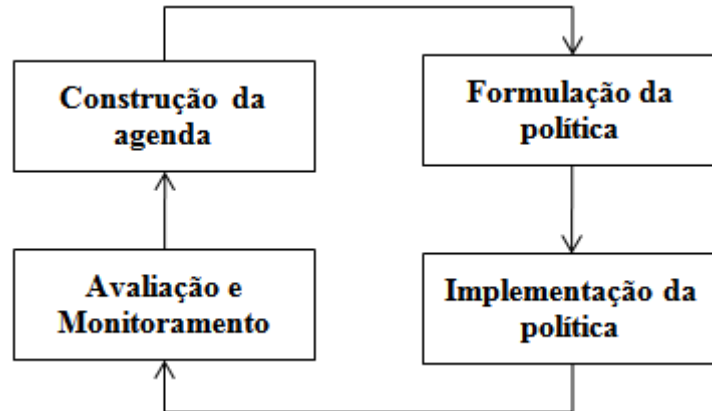 Construção da
agenda
Formulação da
política
Avaliação e
Monitoramento
Implementação da
política